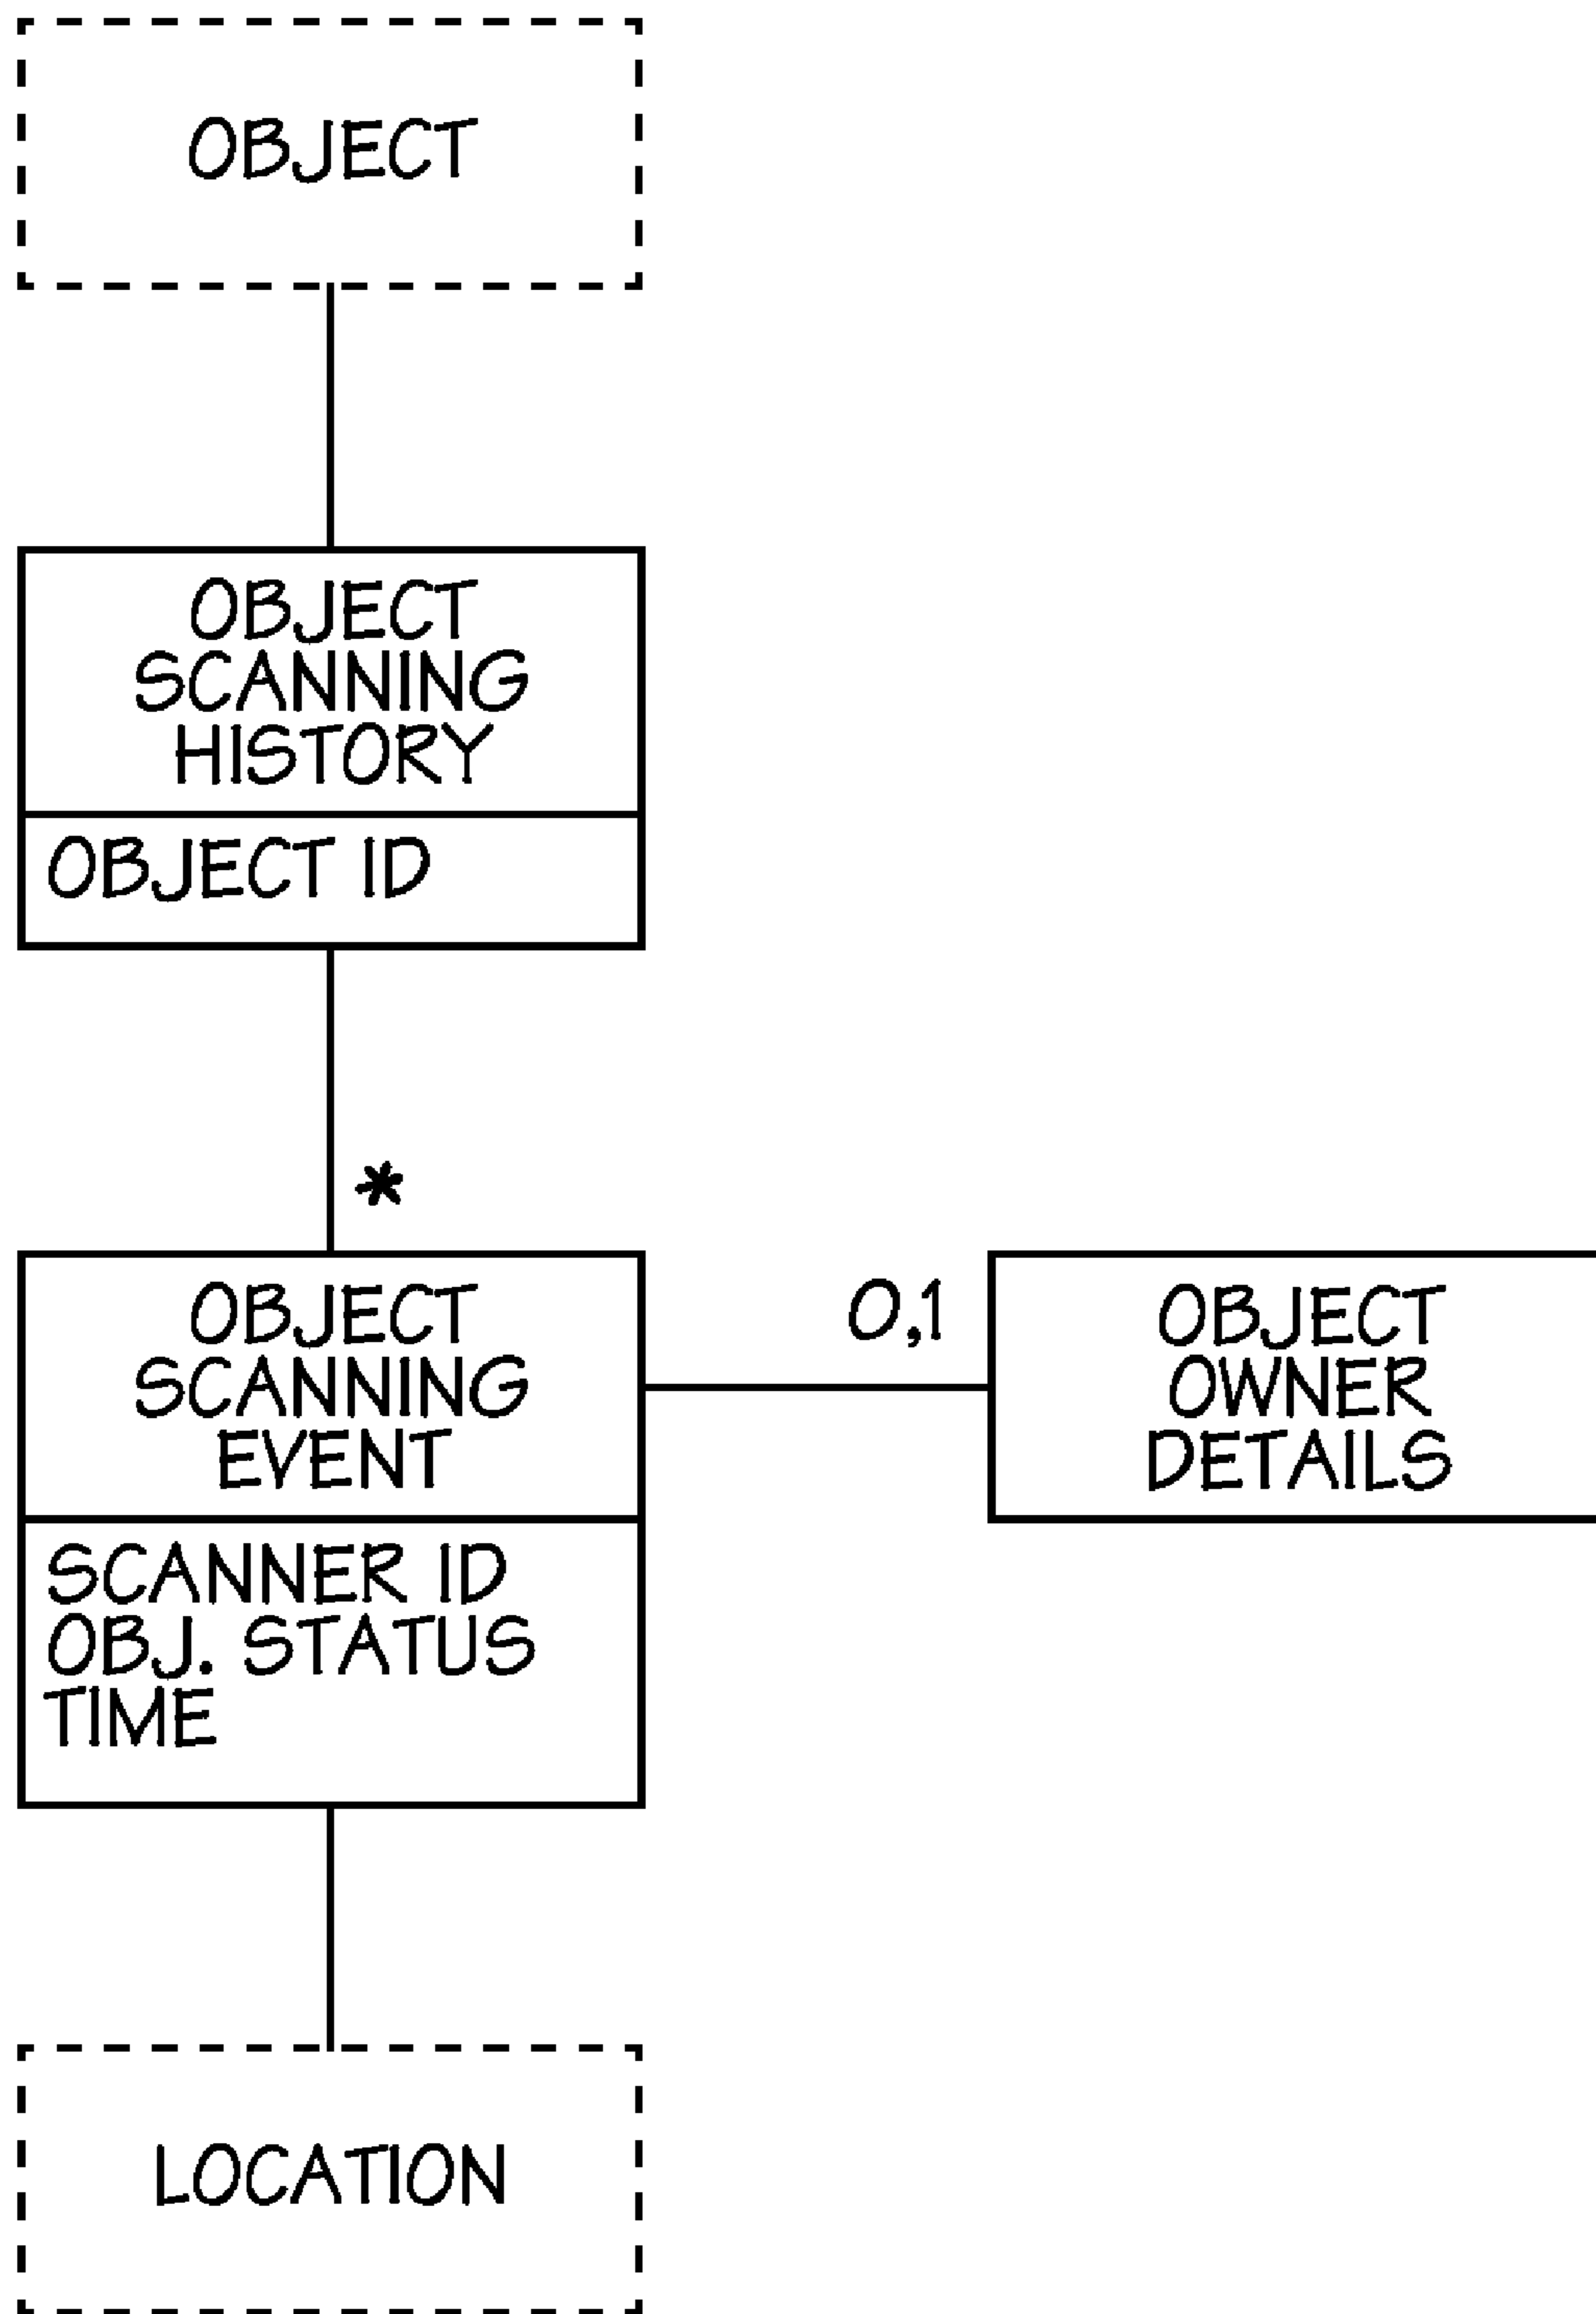 OBJECT
OBJECT
SCANNING
HISTORY
OBJECT ID
*
OBJECT
SCANNING
EVENT
0,1
OBJECT
OWNER
DETAILS
SCANNER ID
OBJ. STATUS
TIME
LOCATION